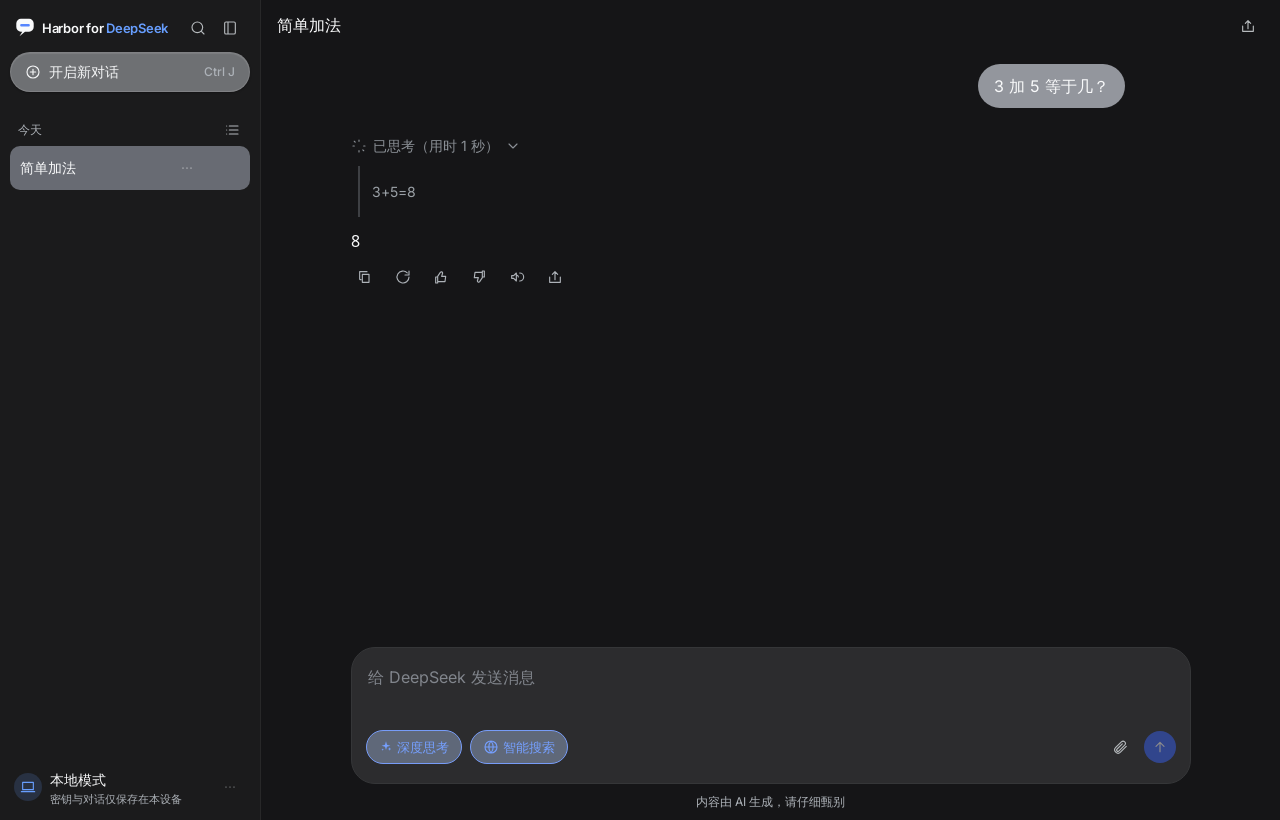 Harbor for DeepSeek
开启新对话 Ctrl J
今天
简单加法
本地模式
密钥与对话仅保存在本设备
简单加法
3 加 5 等于几？
已思考（用时 1 秒）
3+5=8
8
给 DeepSeek 发送消息
深度思考 智能搜索
内容由 AI 生成，请仔细甄别